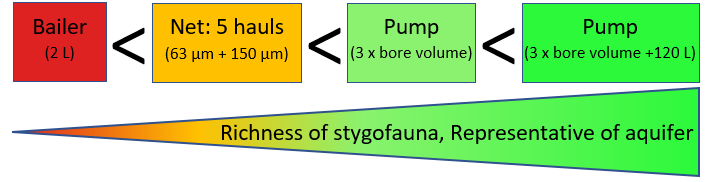 Bailer
(2 L)
<
Net: 5 hauls
(63 µm + 150 µm)
<
Pump
(3 x bore volume)
<
Pump
(3 x bore volume +120 L)
Richness of stygofauna, Representative of aquifer